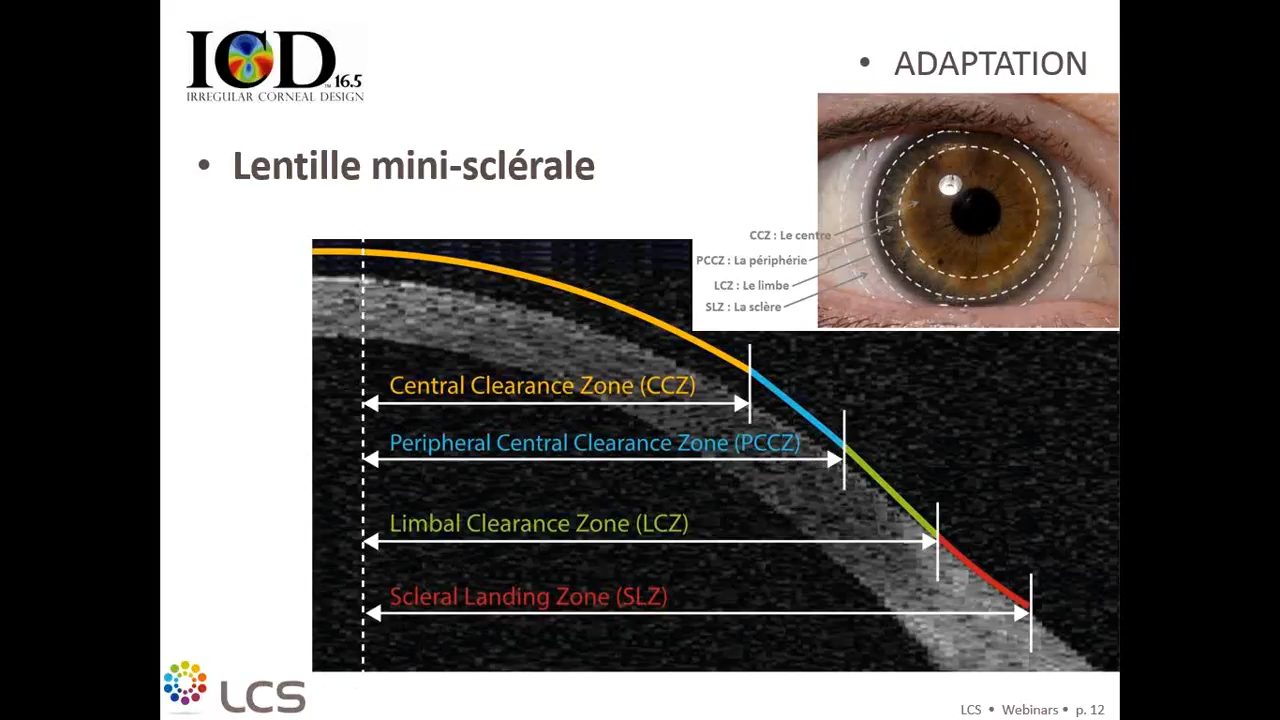 ICD™ 16.5
IRREGULAR CORNEAL DESIGN
• ADAPTATION
• Lentille mini-sclérale
CCZ : Le centre
PCCZ : La périphérie
LCZ : Le limbe
SLZ : La sclère
Central Clearance Zone (CCZ)
Peripheral Central Clearance Zone (PCCZ)
Limbal Clearance Zone (LCZ)
Scleral Landing Zone (SLZ)
LCS
LCS • Webinars • p. 12